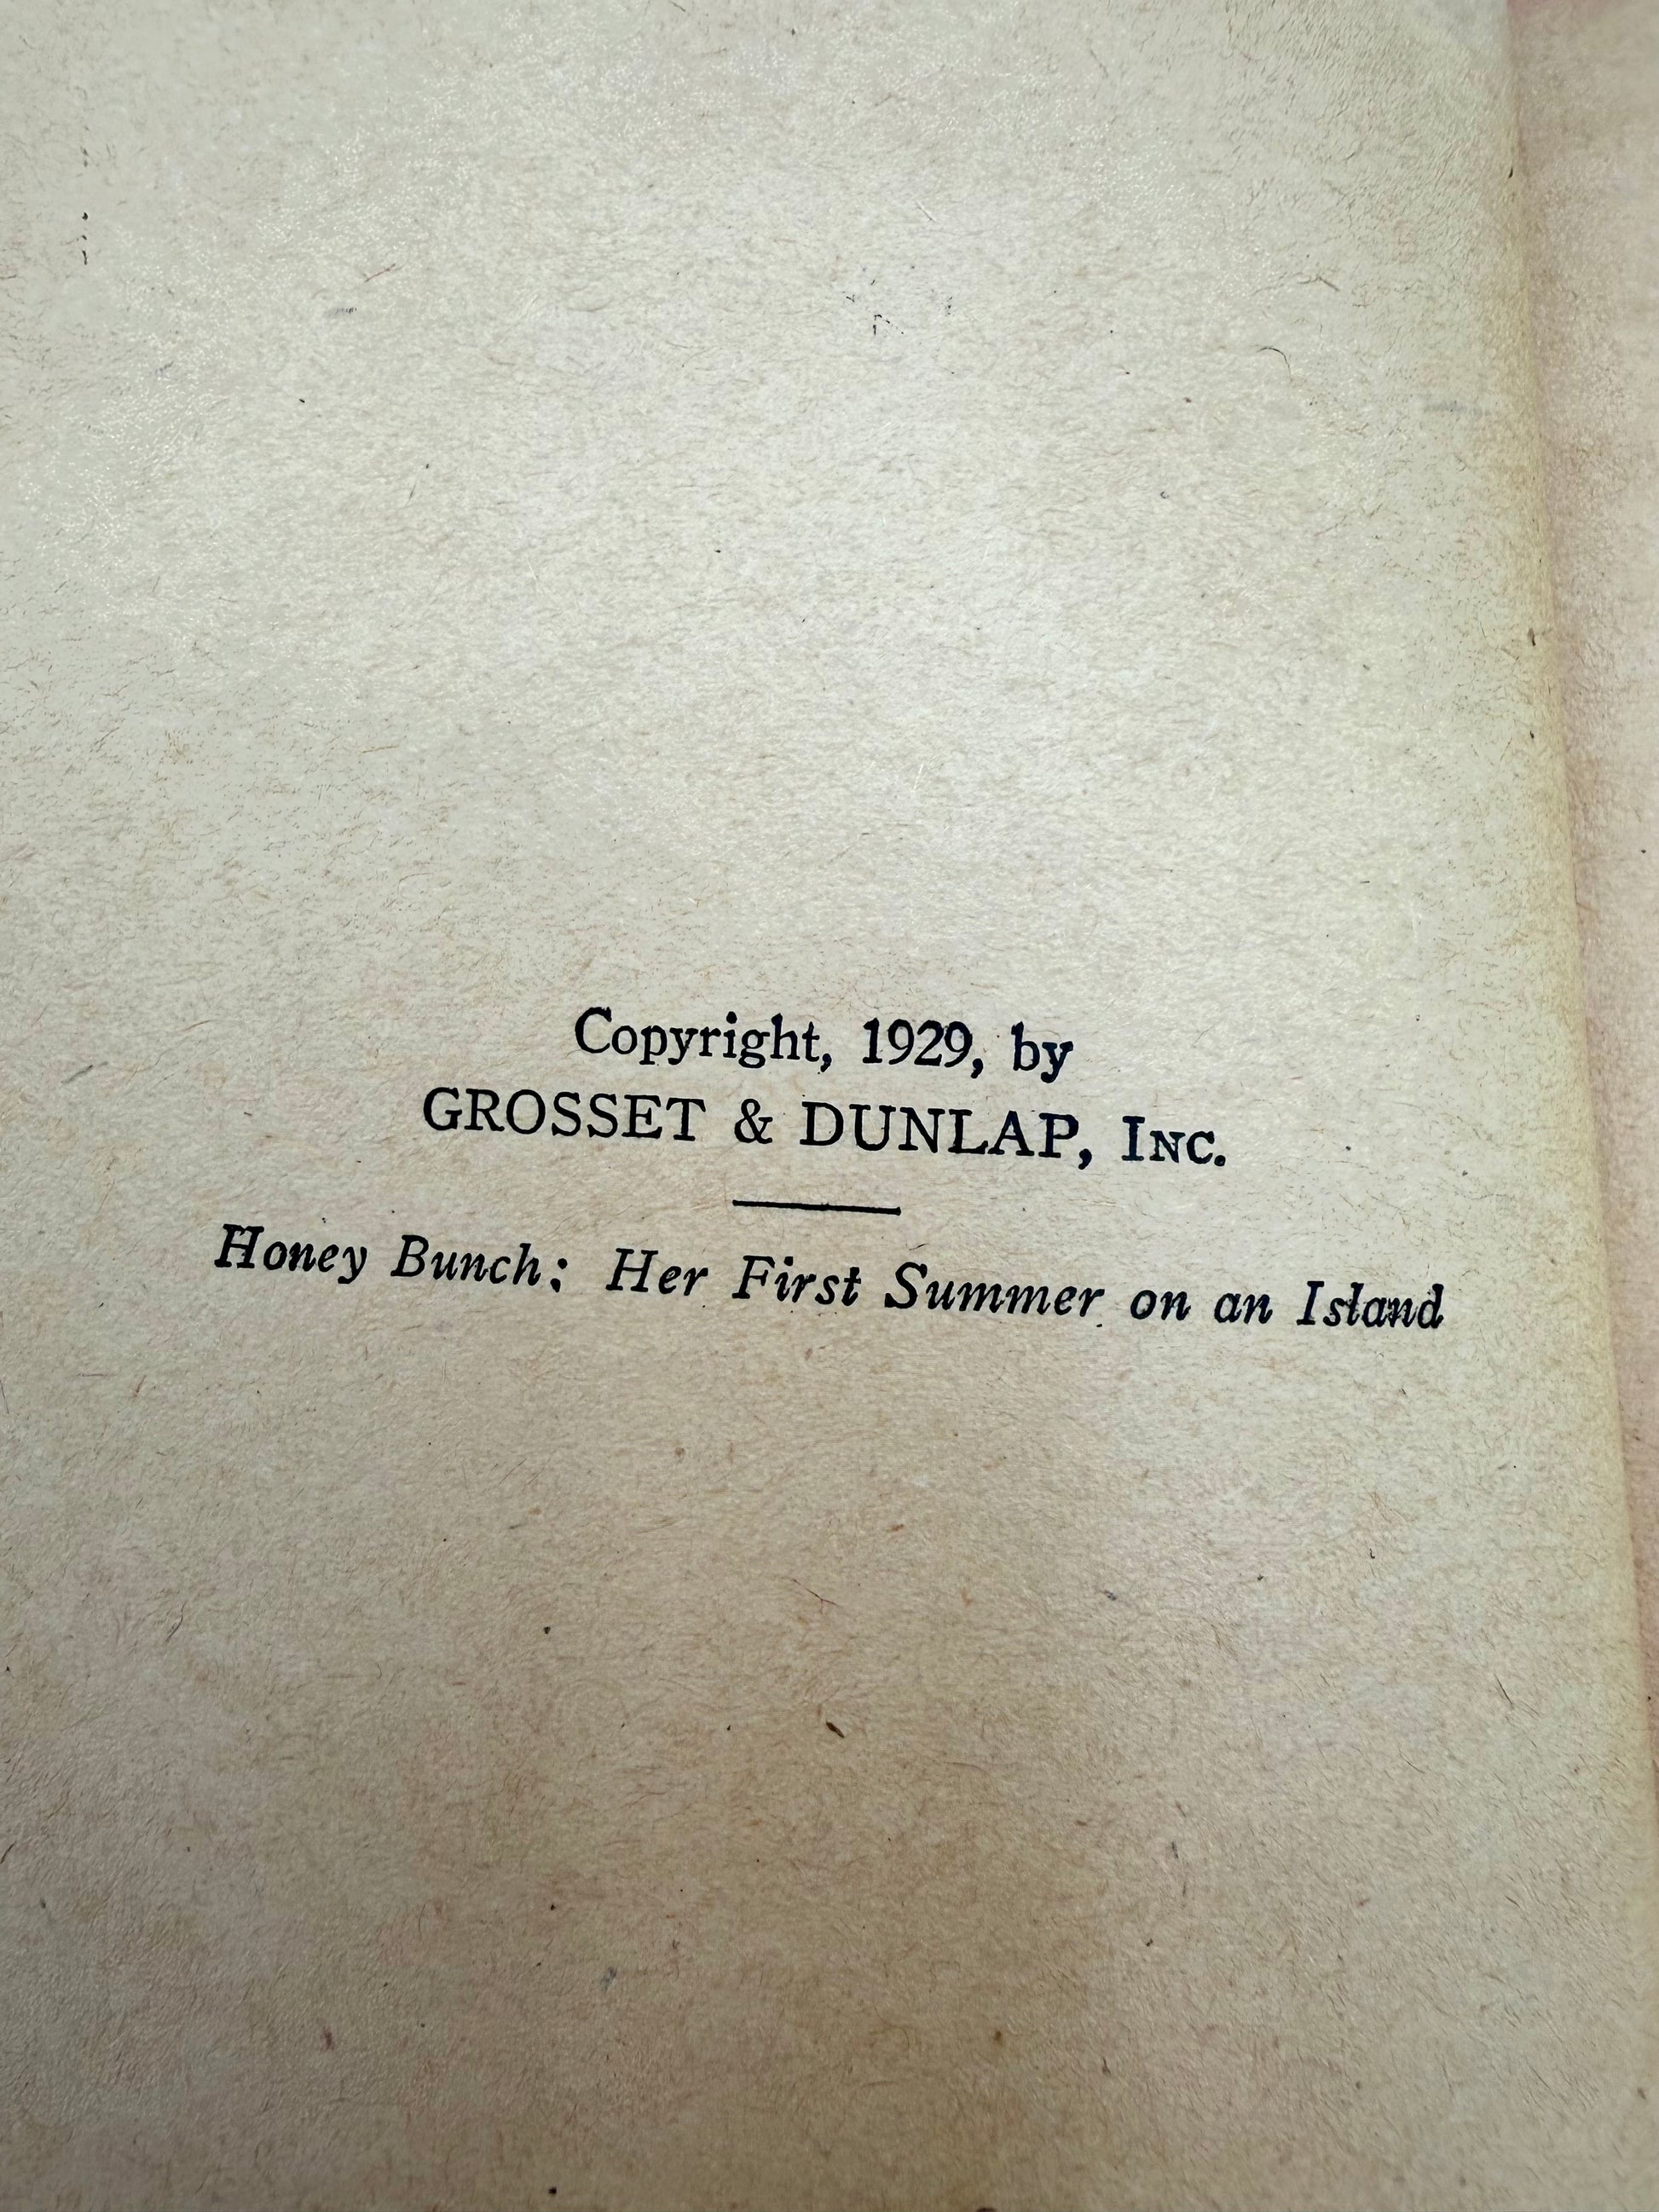 Copyright, 1929, by
GROSSET & DUNLAP, INC.
Honey Bunch: Her First Summer on an Island